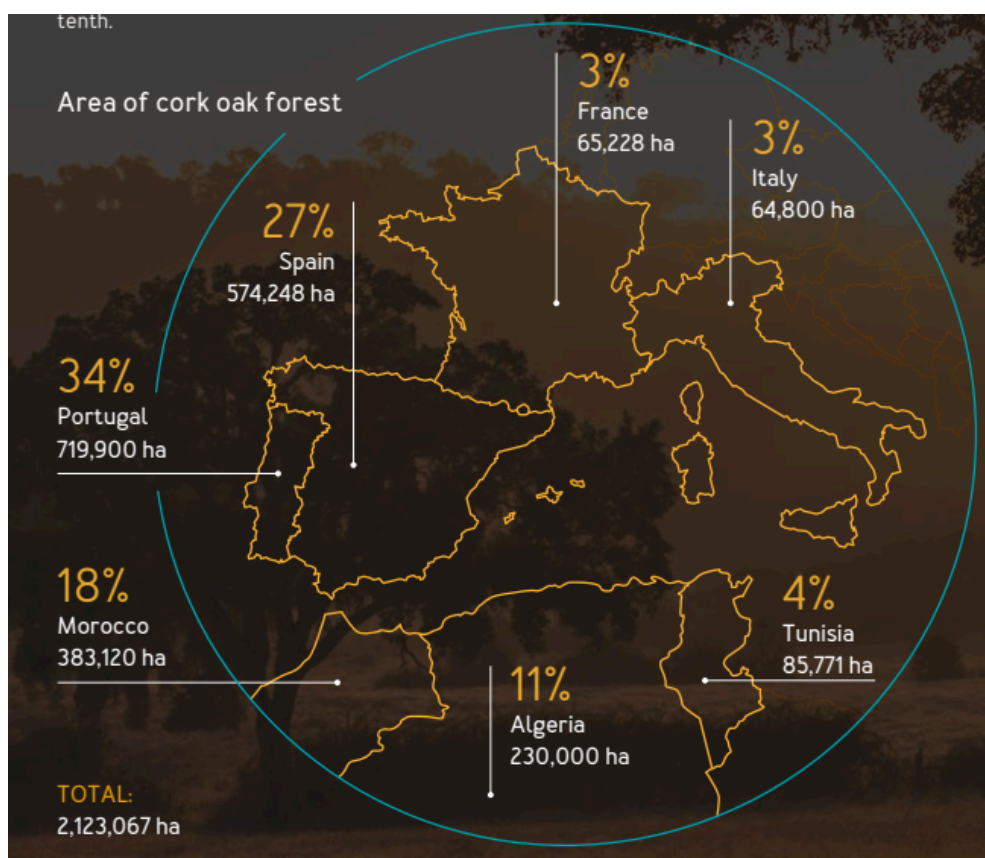 tenth.
Area of cork oak forest
3%
France
65,228 ha
3%
Italy
64,800 ha
27%
Spain
574,248 ha
34%
Portugal
719,900 ha
18%
Morocco
383,120 ha
4%
Tunisia
85,771 ha
11%
Algeria
230,000 ha
TOTAL:
2,123,067 ha